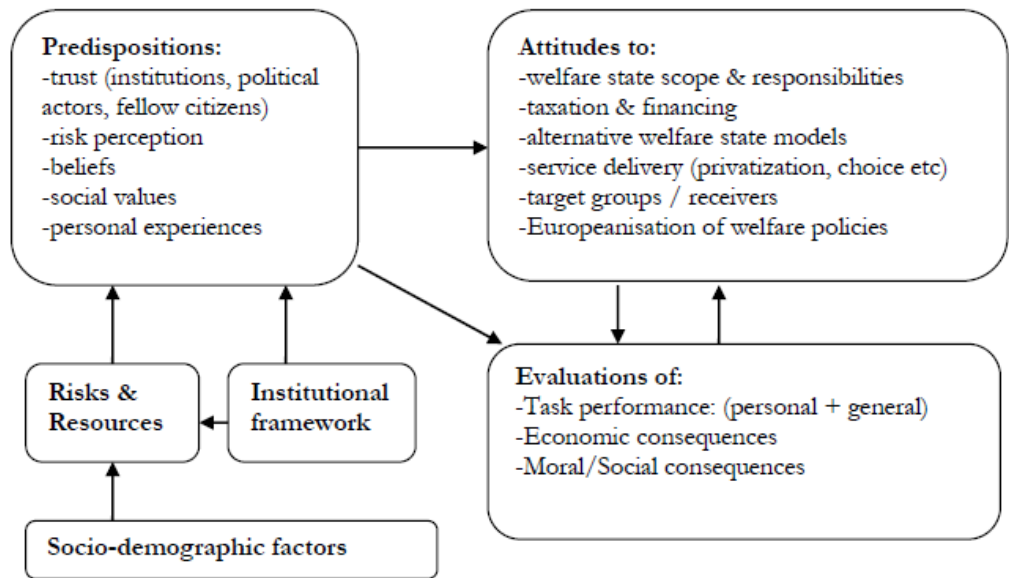 Predispositions:
-trust (institutions, political
actors, fellow citizens)
-risk perception
-beliefs
-social values
-personal experiences
Attitudes to:
-welfare state scope & responsibilities
-taxation & financing
-alternative welfare state models
-service delivery (privatization, choice etc)
-target groups / receivers
-Europeanisation of welfare policies
Risks &
Resources
Institutional
framework
Evaluations of:
-Task performance: (personal + general)
-Economic consequences
-Moral/Social consequences
Socio-demographic factors